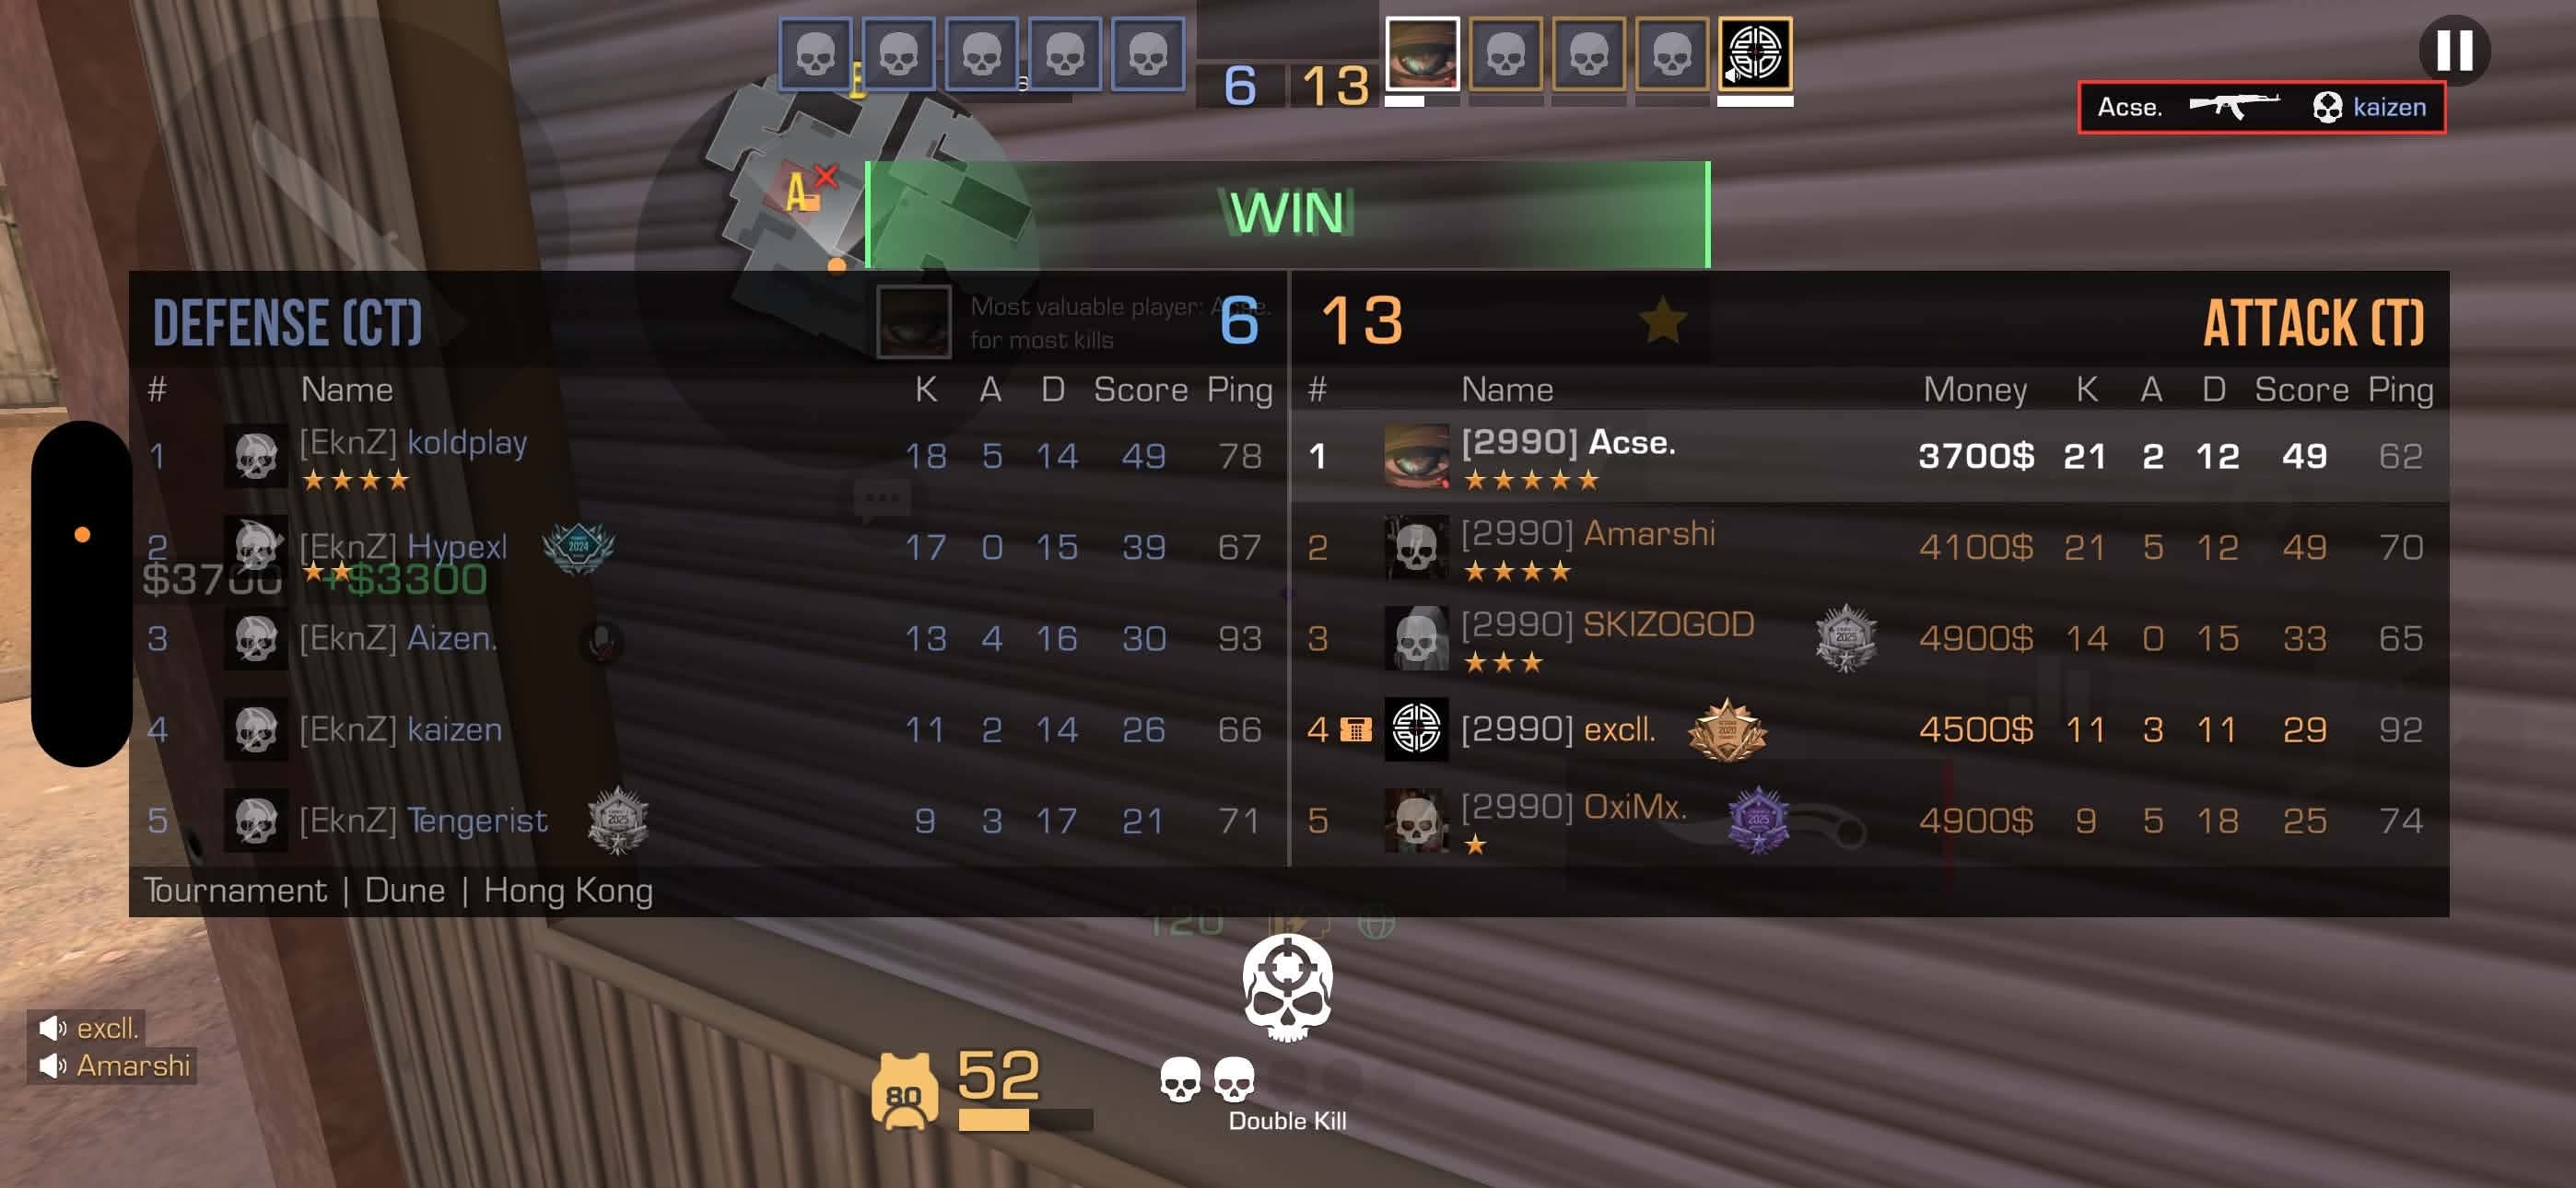 6 13
Acse. kaizen
A
WIN
DEFENSE (CT) 6
Most valuable player: Acse.
for most kills
13 ATTACK (T)
# Name K A D Score Ping
1 [EknZ] koldplay 18 5 14 49 78
2 [EknZ] Hypexl 2024 17 0 15 39 67
$3700 +$3300
3 [EknZ] Aizen. 13 4 16 30 93
4 [EknZ] kaizen 11 2 14 26 66
5 [EknZ] Tengerist 2025 9 3 17 21 71
# Name Money K A D Score Ping
1 [2990] Acse. 3700$ 21 2 12 49 62
2 [2990] Amarshi 4100$ 21 5 12 49 70
3 [2990] SKIZOGOD 2025 4900$ 14 0 15 33 65
4 [2990] excll. 2020 4500$ 11 3 11 29 92
5 [2990] OxiMx. 2025 4900$ 9 5 18 25 74
Tournament | Dune | Hong Kong
120
excll.
Amarshi
80 52
Double Kill